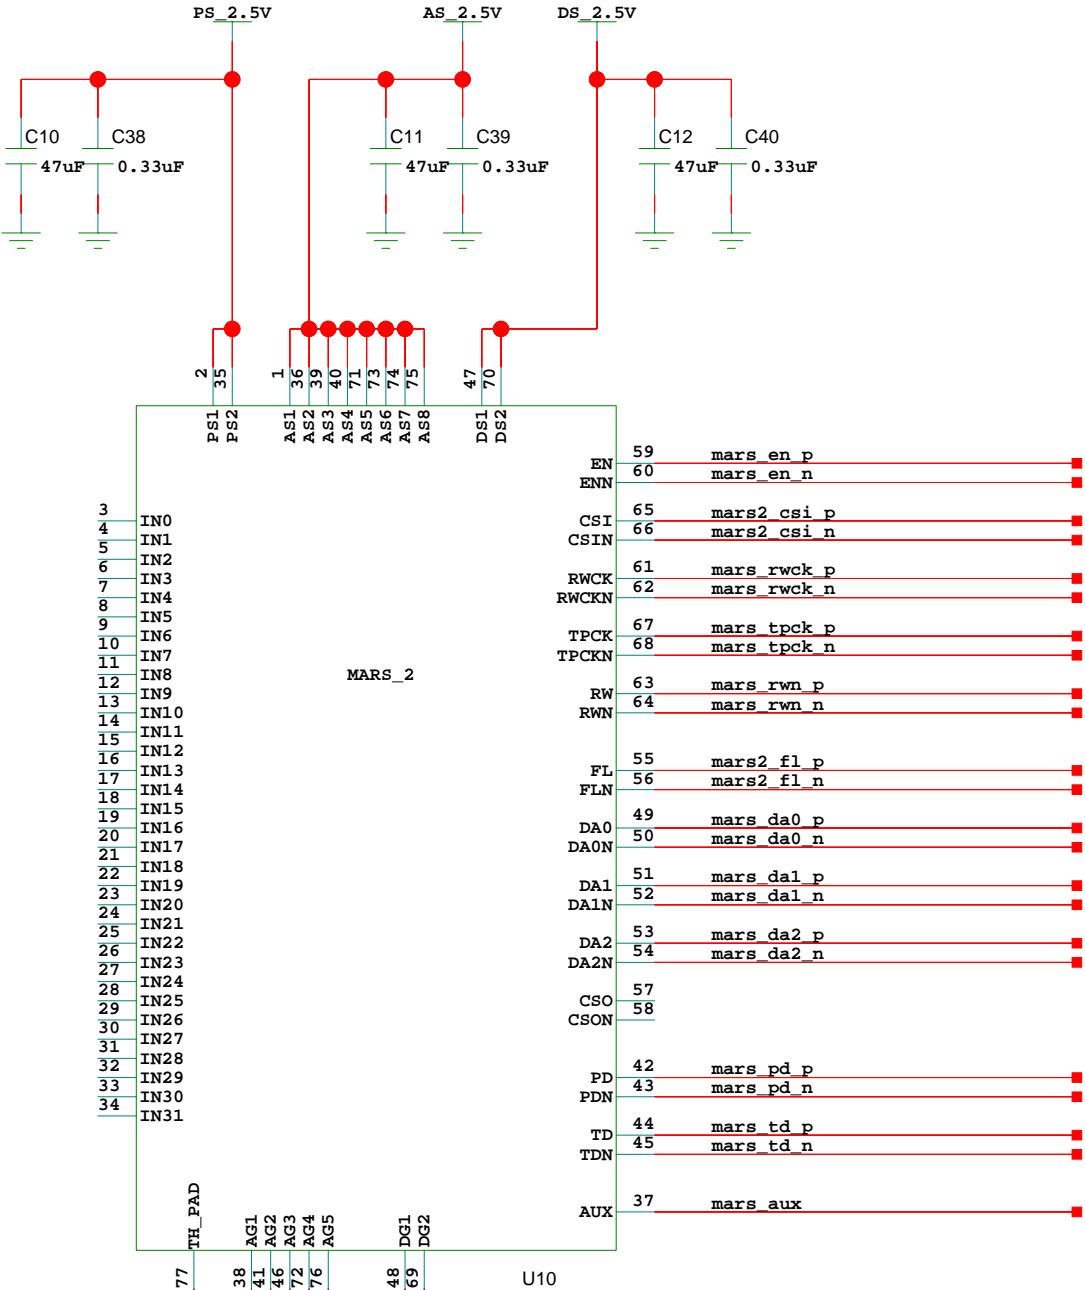 PS_2.5V AS_2.5V DS_2.5V
C10 C38 C11 C39 C12 C40
47uF 0.33uF 47uF 0.33uF 47uF 0.33uF
2 35 1 36 39 40 71 73 74 75 47 70
PS1 PS2 AS1 AS2 AS3 AS4 AS5 AS6 AS7 AS8 DS1 DS2
EN 59 mars_en_p
ENN 60 mars_en_n
3 IN0 CSI 65 mars2_csi_p
4 IN1 CSIN 66 mars2_csi_n
5 IN2
6 IN3 RWCK 61 mars_rwck_p
7 IN4 RWCKN 62 mars_rwck_n
8 IN5
9 IN6 TPCK 67 mars_tpck_p
10 IN7 TPCKN 68 mars_tpck_n
11 IN8 MARS_2
12 IN9 RW 63 mars_rwn_p
13 IN10 RWN 64 mars_rwn_n
14 IN11
15 IN12
16 IN13 FL 55 mars2_fl_p
17 IN14 FLN 56 mars2_fl_n
18 IN15
19 IN16 DA0 49 mars_da0_p
20 IN17 DA0N 50 mars_da0_n
21 IN18
22 IN19 DA1 51 mars_da1_p
23 IN20 DA1N 52 mars_da1_n
24 IN21
25 IN22 DA2 53 mars_da2_p
26 IN23 DA2N 54 mars_da2_n
27 IN24
28 IN25 CSO 57
29 IN26 CSON 58
30 IN27
31 IN28
32 IN29 PD 42 mars_pd_p
33 IN30 PDN 43 mars_pd_n
34 IN31
TD 44 mars_td_p
TDN 45 mars_td_n
AUX 37 mars_aux
TH_PAD AG1 AG2 AG3 AG4 AG5 DG1 DG2
77 38 41 46 72 76 48 69
U10